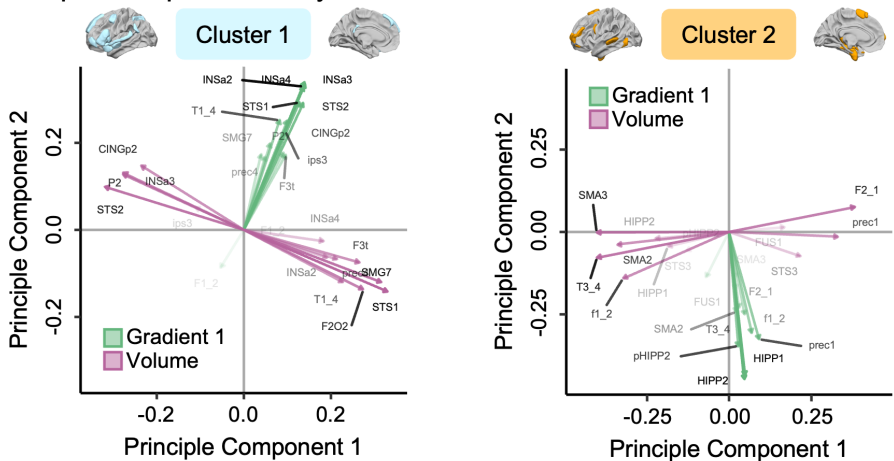 Cluster 1
INSa2
INSa4
INSa3
STS1
STS2
T1_4
SMG7
P2
CINGp2
CINGp2
ips3
prec4
P2
INSa3
F3t
STS2
ips3
INSa4
F3t
F1_2
INSa2
SMG7
T1_4
STS1
F2O2
0.2
0.0
-0.2
Principle Component 2
Gradient 1
Volume
-0.2
0.0
0.2
Principle Component 1
Cluster 2
Gradient 1
Volume
0.25
0.00
-0.25
Principle Component 2
SMA3
F2_1
HIPP2
prec1
FUS1
SMA2
STS3
SMA3
STS3
T3_4
HIPP1
F2_1
FUS1
f1_2
f1_2
SMA2
T3_4
prec1
pHIPP2
HIPP1
HIPP2
-0.25
0.00
0.25
Principle Component 1